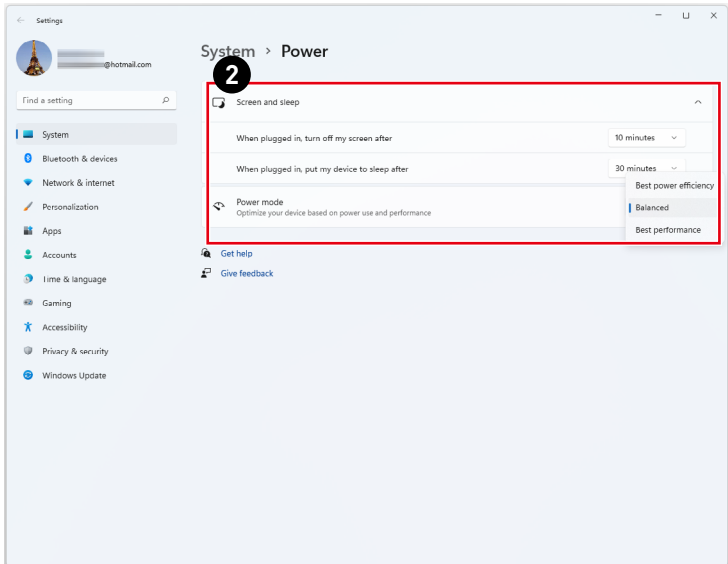 Settings
@hotmail.com
Find a setting
System
Bluetooth & devices
Network & internet
Personalization
Apps
Accounts
Time & language
Gaming
Accessibility
Privacy & security
Windows Update
System > Power
2
Screen and sleep
When plugged in, turn off my screen after
10 minutes
When plugged in, put my device to sleep after
30 minutes
Power mode
Optimize your device based on power use and performance
Best power efficiency
Balanced
Best performance
Get help
Give feedback